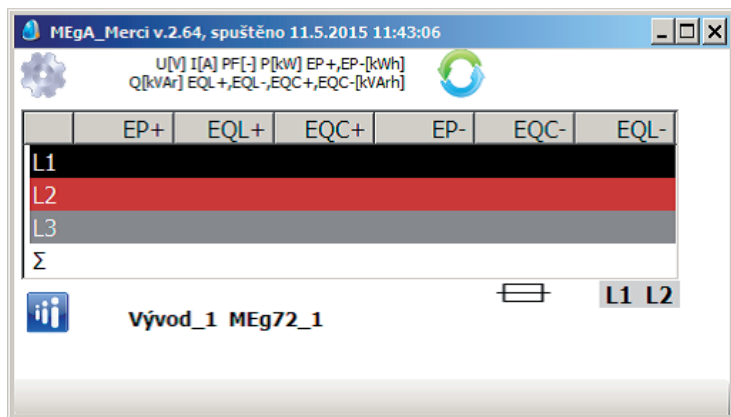 MEgA_Merci v.2.64, spuštěno 11.5.2015 11:43:06
U[V] I[A] PF[-] P[kW] EP+,EP-[kWh]
Q[kVAr] EQL+,EQL-,EQC+,EQC-[kVArh]
EP+ EQL+ EQC+ EP- EQC- EQL-
L1
L2
L3
Σ
L1 L2
Vývod_1 MEg72_1